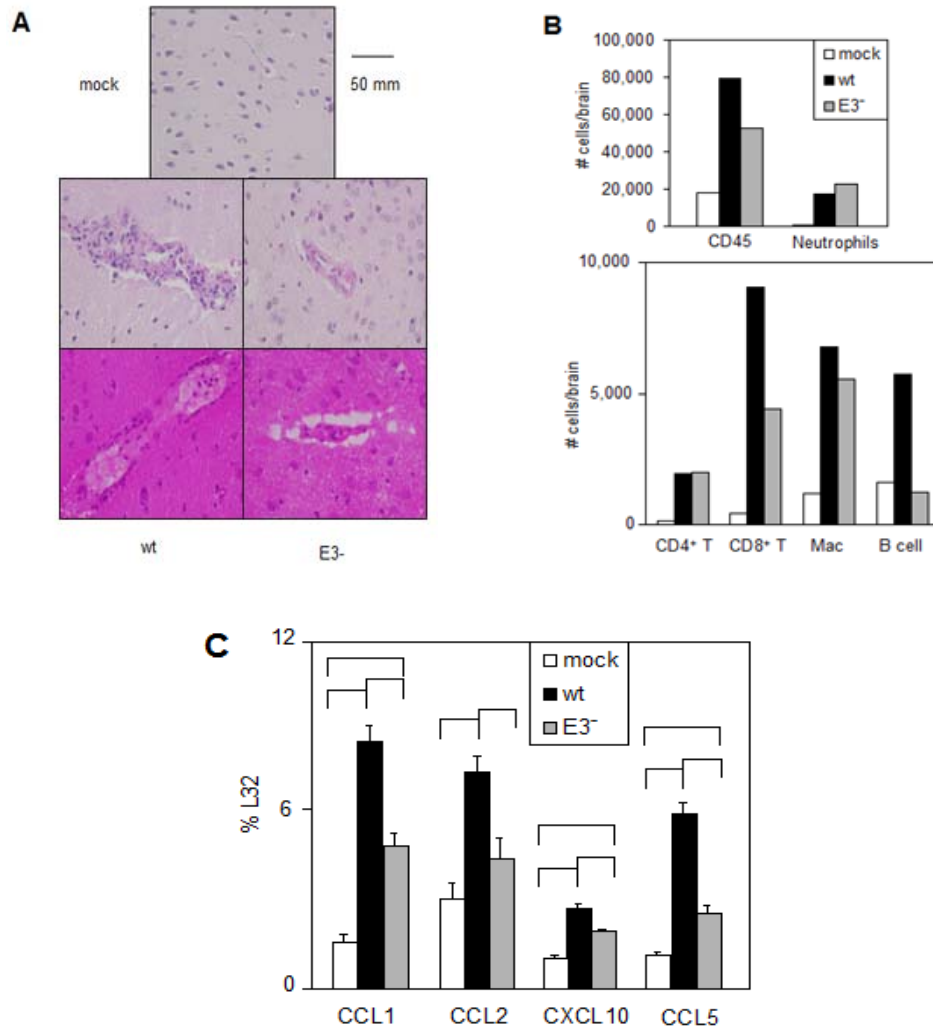 A
mock
50 mm
wt
E3-
B
100,000
80,000
60,000
40,000
20,000
0
# cells/brain
mock
wt
E3⁻
CD45 Neutrophils
10,000
5,000
0
# cells/brain
CD4⁺ T CD8⁺ T Mac B cell
C
12
6
0
% L32
mock
wt
E3⁻
CCL1 CCL2 CXCL10 CCL5